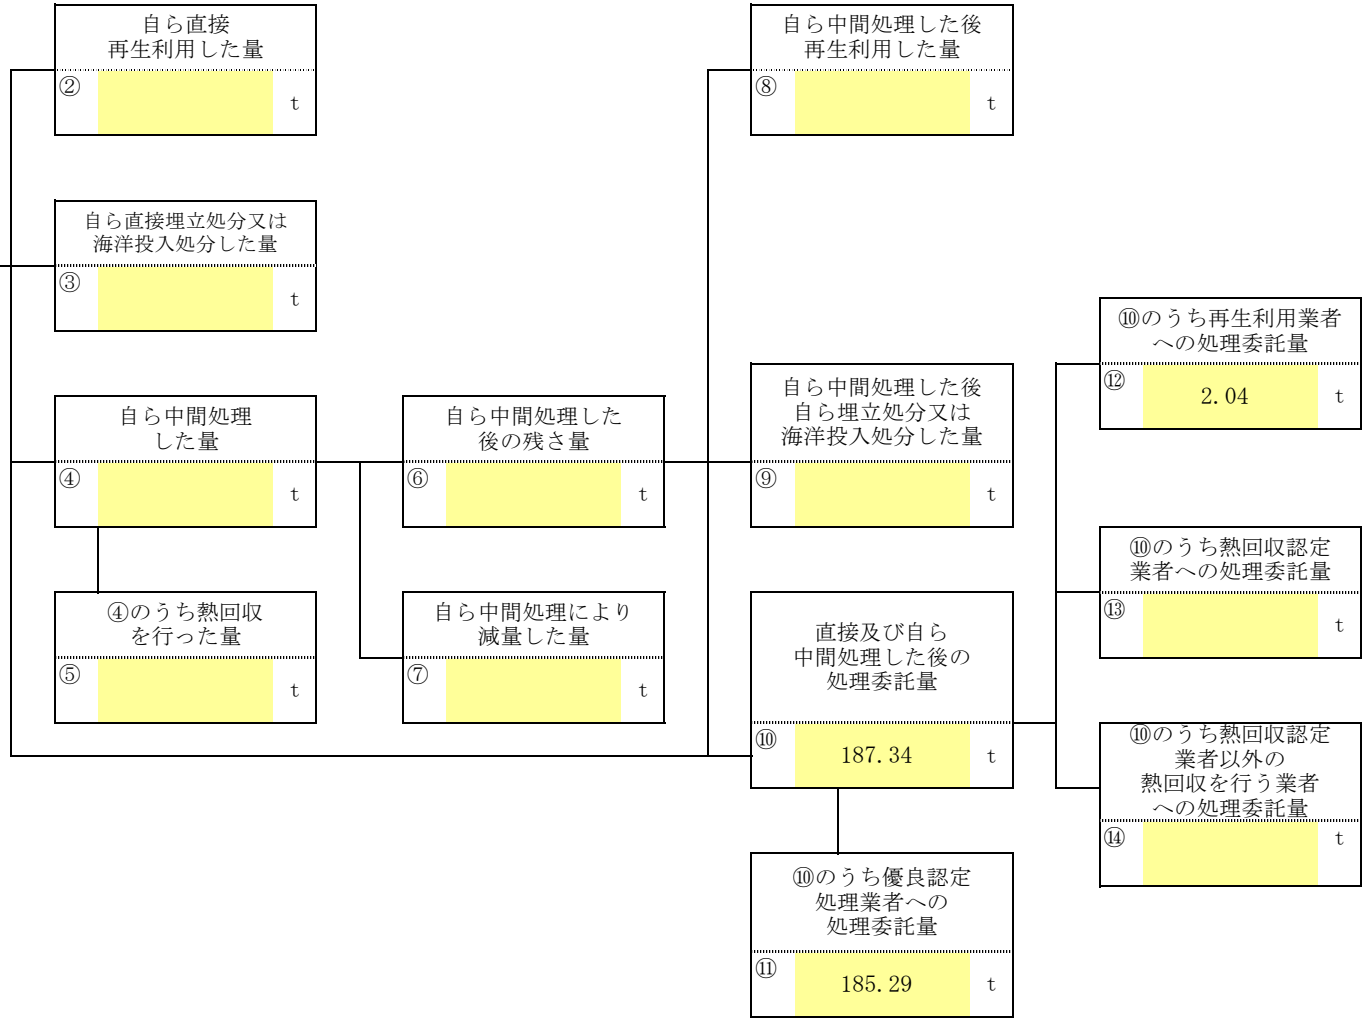 自ら直接
再生利用した量
②
t
自ら中間処理した後
再生利用した量
⑧
t
自ら直接埋立処分又は
海洋投入処分した量
③
t
⑩のうち再生利用業者
への処理委託量
⑫
2.04
t
自ら中間処理
した量
④
t
自ら中間処理した
後の残さ量
⑥
t
自ら中間処理した後
自ら埋立処分又は
海洋投入処分した量
⑨
t
⑩のうち熱回収認定
業者への処理委託量
⑬
t
④のうち熱回収
を行った量
⑤
t
自ら中間処理により
減量した量
⑦
t
直接及び自ら
中間処理した後の
処理委託量
⑩
187.34
t
⑩のうち熱回収認定
業者以外の
熱回収を行う業者
への処理委託量
⑭
t
⑩のうち優良認定
処理業者への
処理委託量
⑪
185.29
t